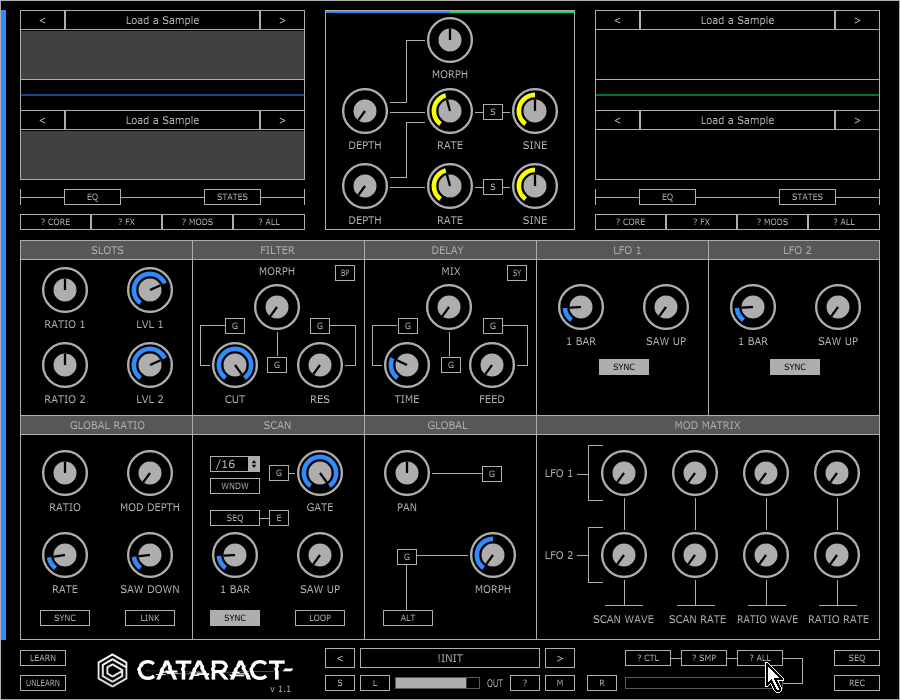 < Load a Sample >
< Load a Sample >
MORPH
< Load a Sample >
< Load a Sample >
DEPTH RATE S SINE
DEPTH RATE S SINE
EQ STATES
EQ STATES
? CORE ? FX ? MODS ? ALL
? CORE ? FX ? MODS ? ALL
SLOTS FILTER DELAY LFO 1 LFO 2
MORPH BP MIX SY
RATIO 1 LVL 1 G G G G 1 BAR SAW UP 1 BAR SAW UP
G G SYNC SYNC
RATIO 2 LVL 2 CUT RES TIME FEED
GLOBAL RATIO SCAN GLOBAL MOD MATRIX
/16 G G LFO 1
WNDW
RATIO MOD DEPTH GATE PAN
SEQ E
G LFO 2
RATE SAW DOWN 1 BAR SAW UP MORPH
SYNC LINK SYNC LOOP ALT SCAN WAVE SCAN RATE RATIO WAVE RATIO RATE
LEARN < !INIT > ? CTL ? SMP ? ALL SEQ
CATARACT
UNLEARN v 1.1 S L OUT ? M R REC